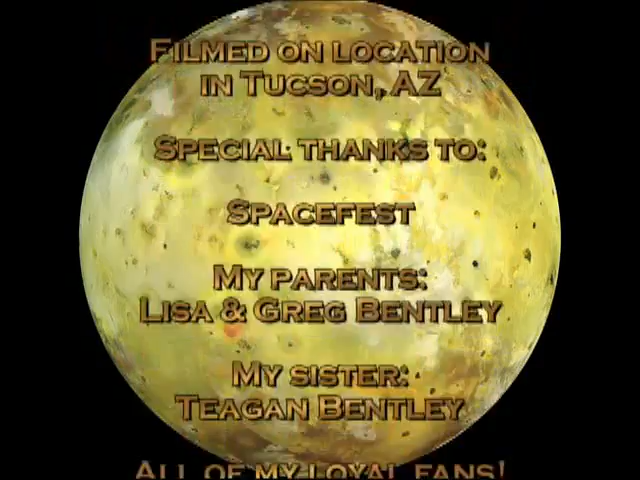 Filmed on location
in Tucson, AZ
Special thanks to:
Spacefest
My parents:
Lisa & Greg Bentley
My sister:
Teagan Bentley
All of my loyal fans!